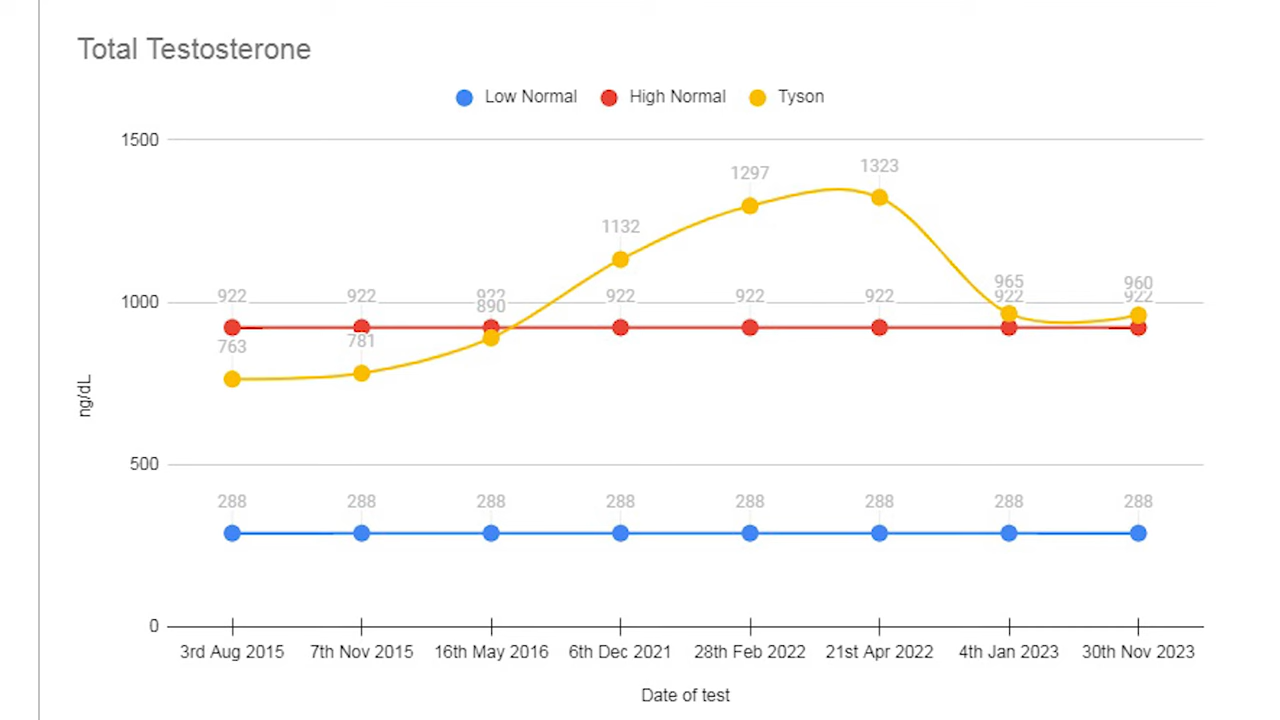 Total Testosterone
Low Normal High Normal Tyson
1500
1323
1297
1132
965
960
1000 922 922 922 922 922 922 922 922
890
781
763
ng/dL
500
288 288 288 288 288 288 288 288
0
3rd Aug 2015 7th Nov 2015 16th May 2016 6th Dec 2021 28th Feb 2022 21st Apr 2022 4th Jan 2023 30th Nov 2023
Date of test